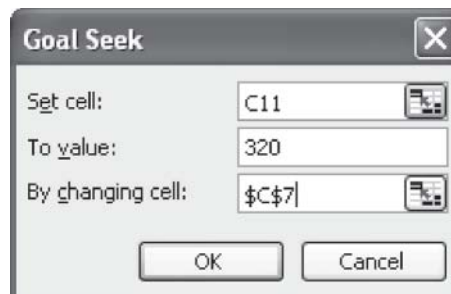 Goal Seek
Set cell: C11
To value: 320
By changing cell: $C$7
OK Cancel